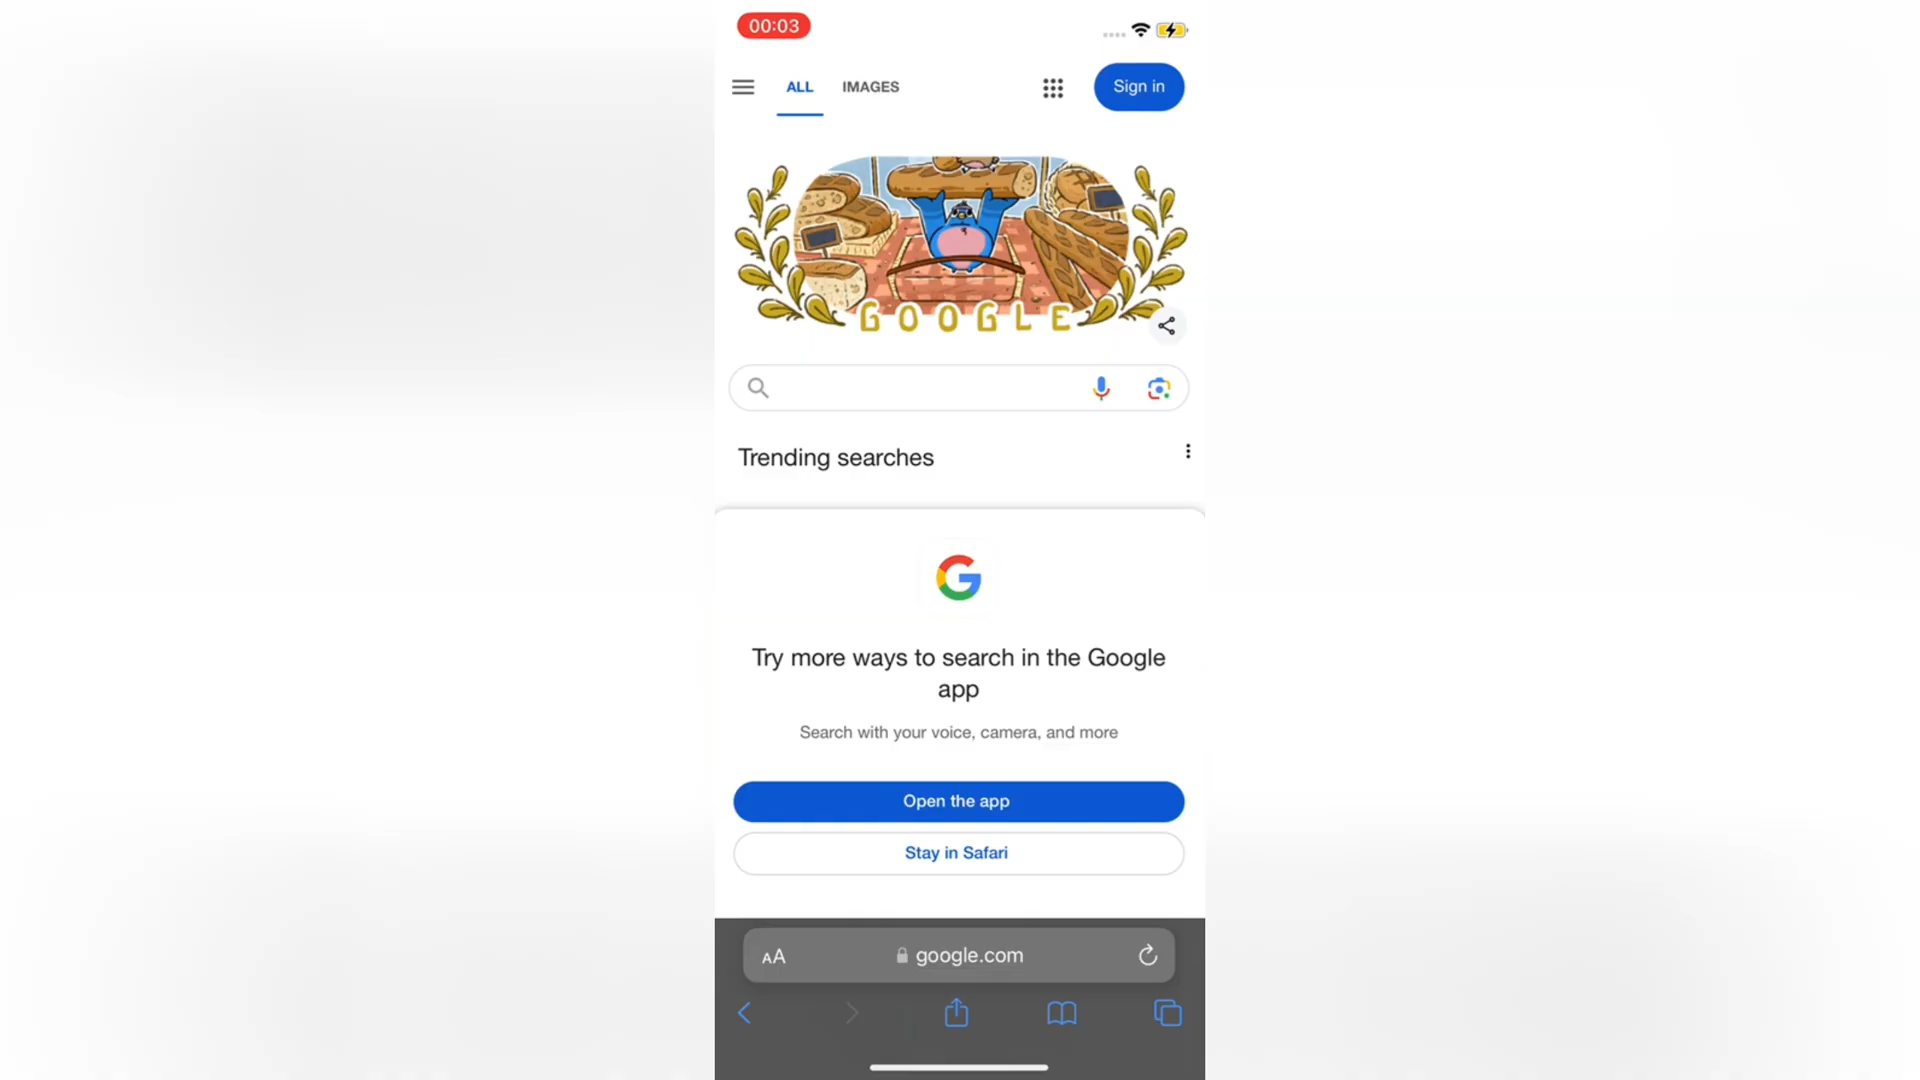 00:03
ALL IMAGES Sign in
GOOGLE
Trending searches
Try more ways to search in the Google
app
Search with your voice, camera, and more
Open the app
Stay in Safari
AA google.com